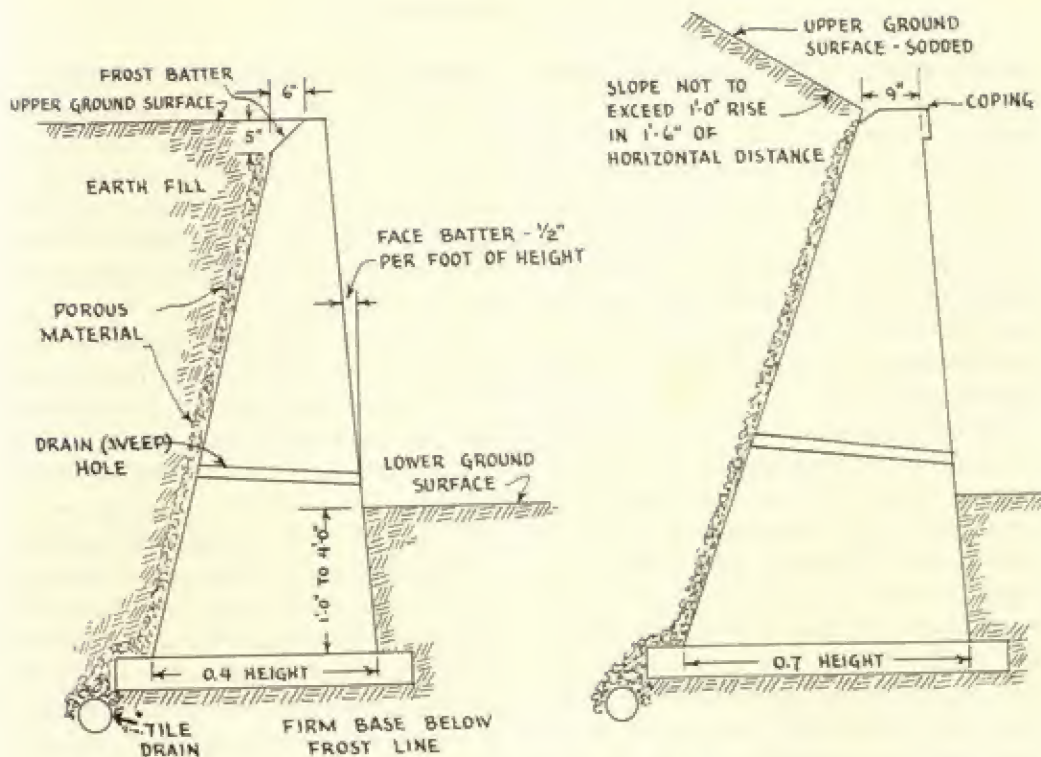 FROST BATTER
6"
UPPER GROUND SURFACE
5"
EARTH FILL
FACE BATTER - ½"
PER FOOT OF HEIGHT
POROUS
MATERIAL
DRAIN (WEEP)
HOLE
LOWER GROUND
SURFACE
1'-0" TO 4'-0"
0.4 HEIGHT
TILE
DRAIN
FIRM BASE BELOW
FROST LINE
UPPER GROUND
SURFACE - SODDED
SLOPE NOT TO
EXCEED 1'-0" RISE
IN 1'-6" OF
HORIZONTAL DISTANCE
9"
COPING
0.7 HEIGHT